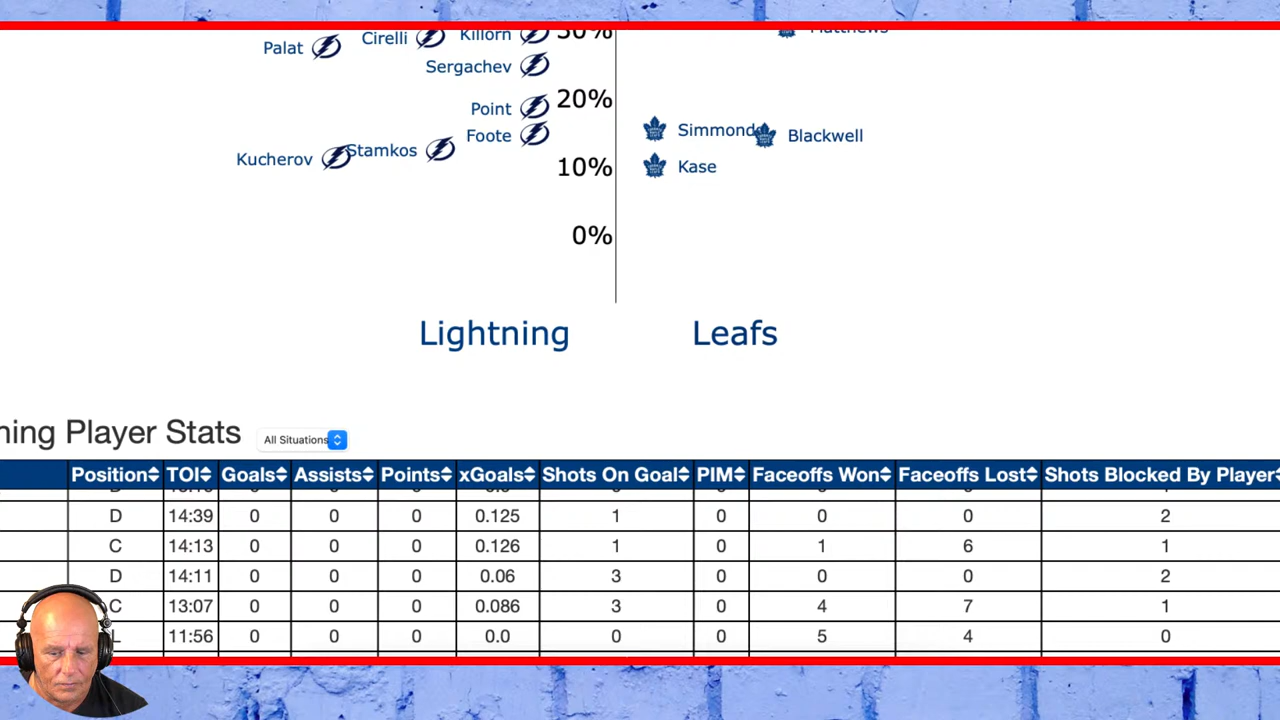 Palat
Cirelli
Killorn
30%
Matthews
Sergachev
Point
20%
Foote
Simmonds
Blackwell
Kucherov
Stamkos
10%
Kase
0%
Lightning
Leafs
ning Player Stats
All Situations
Position TOI Goals Assists Points xGoals Shots On Goal PIM Faceoffs Won Faceoffs Lost Shots Blocked By Player
D 14:39 0 0 0 0.125 1 0 0 0 2
C 14:13 0 0 0 0.126 1 0 1 6 1
D 14:11 0 0 0 0.06 3 0 0 0 2
C 13:07 0 0 0 0.086 3 0 4 7 1
L 11:56 0 0 0 0.0 0 0 5 4 0